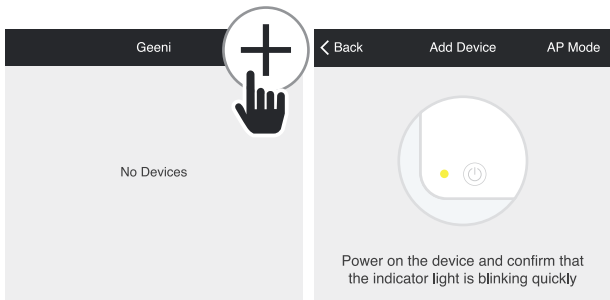 Geeni
No Devices
Back
Add Device
AP Mode
Power on the device and confirm that
the indicator light is blinking quickly